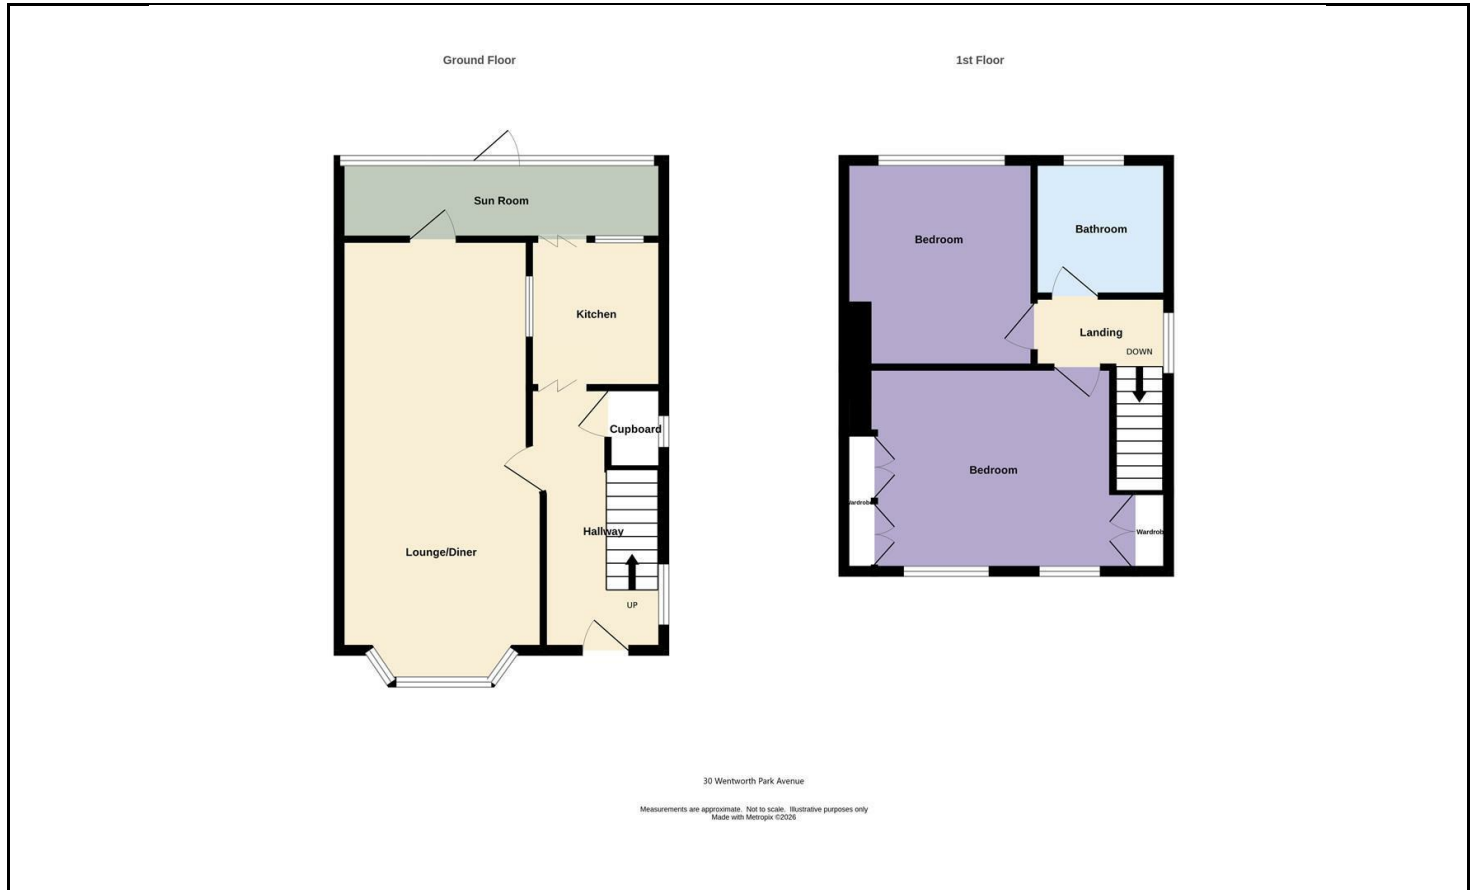 Ground Floor
1st Floor
Sun Room
Kitchen
Cupboard
Lounge/Diner
Hallway
UP
Bedroom
Bathroom
Landing
DOWN
Bedroom
Wardrob
30 Wentworth Park Avenue
Measurements are approximate. Not to scale. Illustrative purposes only
Made with Metropix ©2026